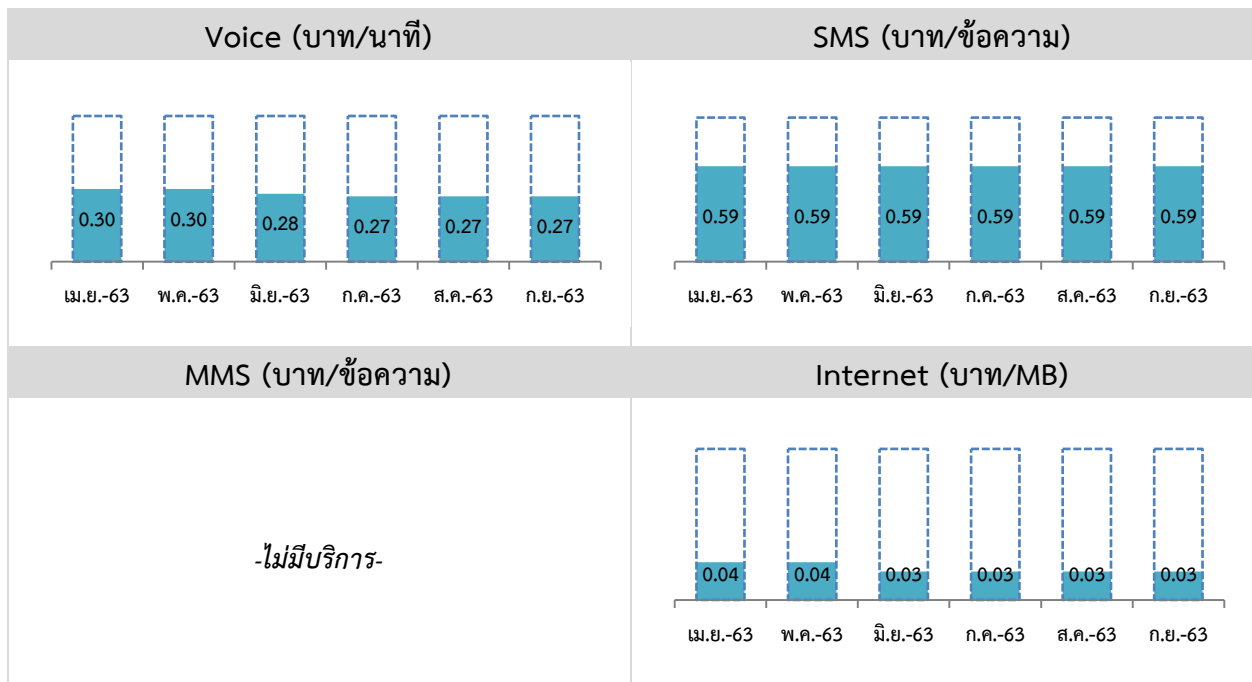 Voice (บาท/นาที)
SMS (บาท/ข้อความ)
0.30 0.30 0.28 0.27 0.27 0.27
เม.ย.-63 พ.ค.-63 มิ.ย.-63 ก.ค.-63 ส.ค.-63 ก.ย.-63
0.59 0.59 0.59 0.59 0.59 0.59
เม.ย.-63 พ.ค.-63 มิ.ย.-63 ก.ค.-63 ส.ค.-63 ก.ย.-63
MMS (บาท/ข้อความ)
Internet (บาท/MB)
-ไม่มีบริการ-
0.04 0.04 0.03 0.03 0.03 0.03
เม.ย.-63 พ.ค.-63 มิ.ย.-63 ก.ค.-63 ส.ค.-63 ก.ย.-63